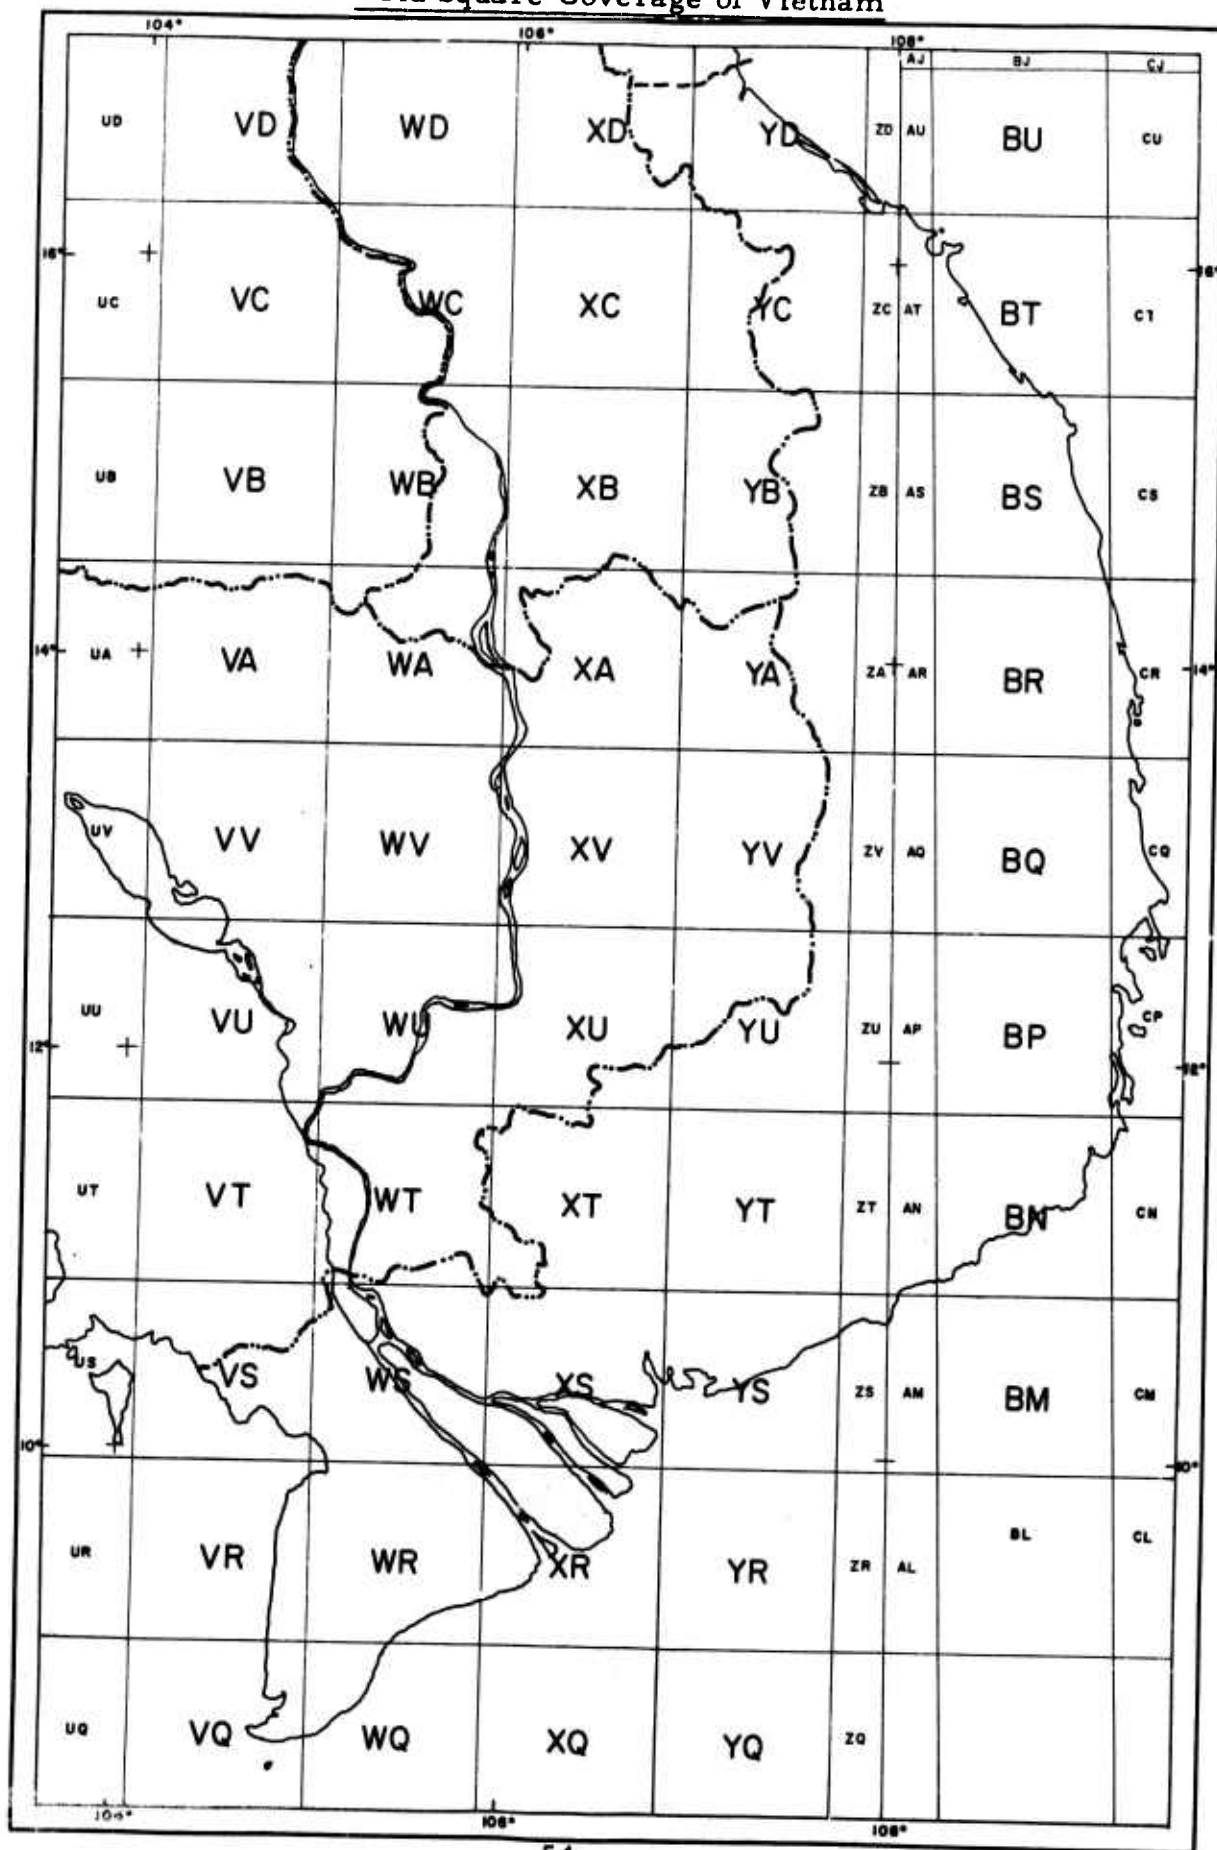 Square Coverage of Vietnam
104° 106° 108°
AJ BJ CJ
UD VD WD XD YD ZD AU BU CU
16° 16°
UC VC WC XC YC ZC AT BT CT
UB VB WB XB YB ZB AS BS CS
14° UA VA WA XA YA ZA AR BR CR 14°
UV VV WV XV YV ZV AQ BQ CQ
UU VU WU XU YU ZU AP BP CP
12° 12°
UT VT WT XT YT ZT AN BN CN
US VS WS XS YS ZS AM BM CM
10° 10°
UR VR WR XR YR ZR AL BL CL
UQ VQ WQ XQ YQ ZQ
104° 106° 108°